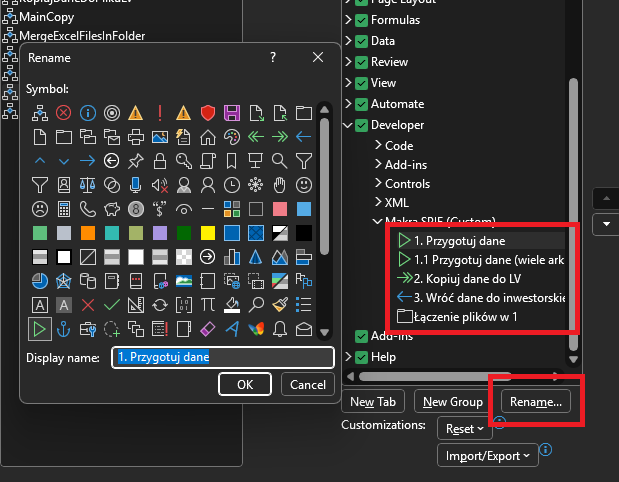 MainCopy
MergeExcelFilesInFolder
Rename
?
Symbol:
Display name:
1. Przygotuj dane
OK
Cancel
Page Layout
Formulas
Data
Review
View
Automate
Developer
Code
Add-ins
Controls
XML
Makra SPIE (Custom)
1. Przygotuj dane
1.1 Przygotuj dane (wiele ark
2. Kopiuj dane do LV
3. Wróć dane do inwestorskie
Łączenie plików w 1
Add-ins
Help
New Tab
New Group
Rename...
Customizations:
Reset
Import/Export